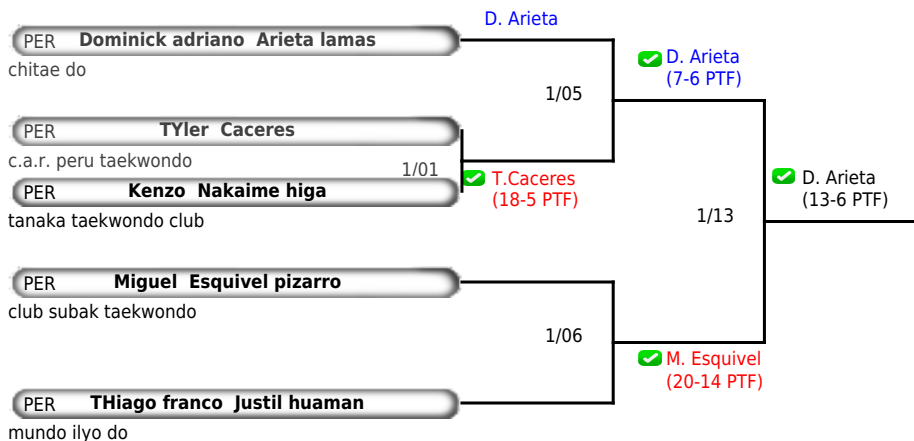 D. Arieta
PER Dominick adriano Arieta lamas
chitae do
D. Arieta
(7-6 PTF)
1/05
PER TYler Caceres
c.a.r. peru taekwondo
1/01
T.Caceres
(18-5 PTF)
PER Kenzo Nakaime higa
tanaka taekwondo club
D. Arieta
(13-6 PTF)
1/13
PER Miguel Esquivel pizarro
club subak taekwondo
1/06
M. Esquivel
(20-14 PTF)
PER THiago franco Justil huaman
mundo ilyo do